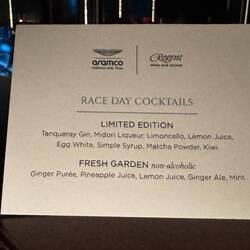 aramco
FORMULA ONE TEAM
Regent
RACE DAY COCKTAILS
LIMITED EDITION
Tanqueray Gin, Midori Liqueur, Limoncello, Lemon Juice,
Egg White, Simple Syrup, Matcha Powder, Kiwi
FRESH GARDEN non-alcoholic
Ginger Purée, Pineapple Juice, Lemon Juice, Ginger Ale, Mint